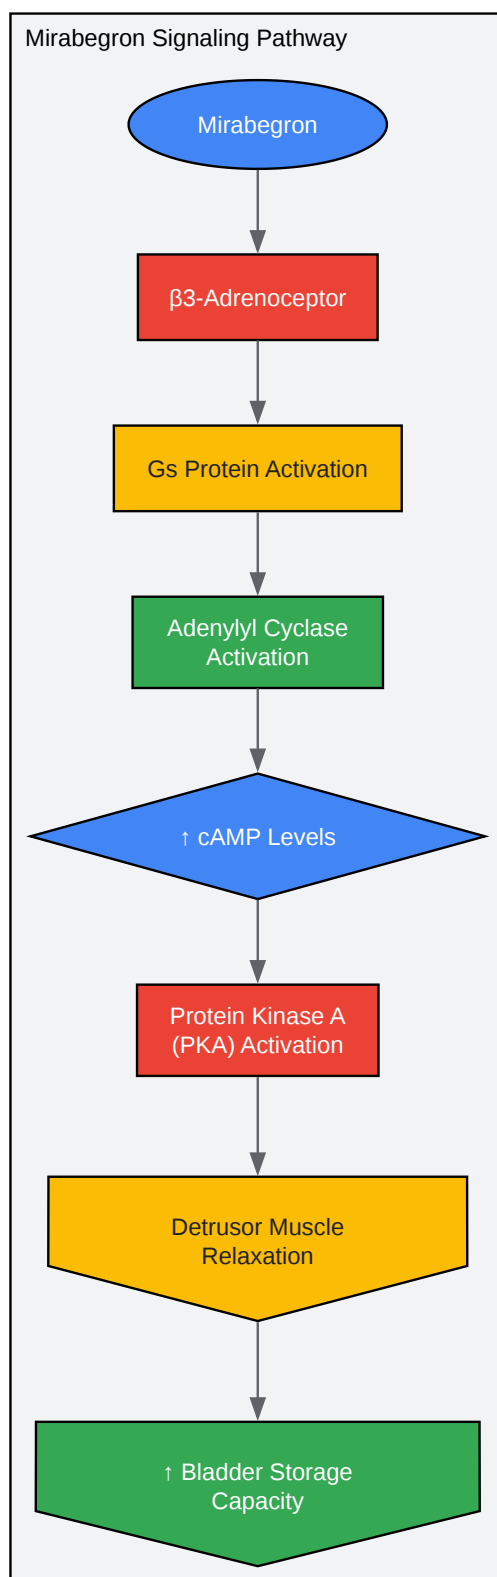 Mirabegron Signaling Pathway
Mirabegron
β3-Adrenoceptor
Gs Protein Activation
Adenylyl Cyclase
Activation
↑ cAMP Levels
Protein Kinase A
(PKA) Activation
Detrusor Muscle
Relaxation
↑ Bladder Storage
Capacity